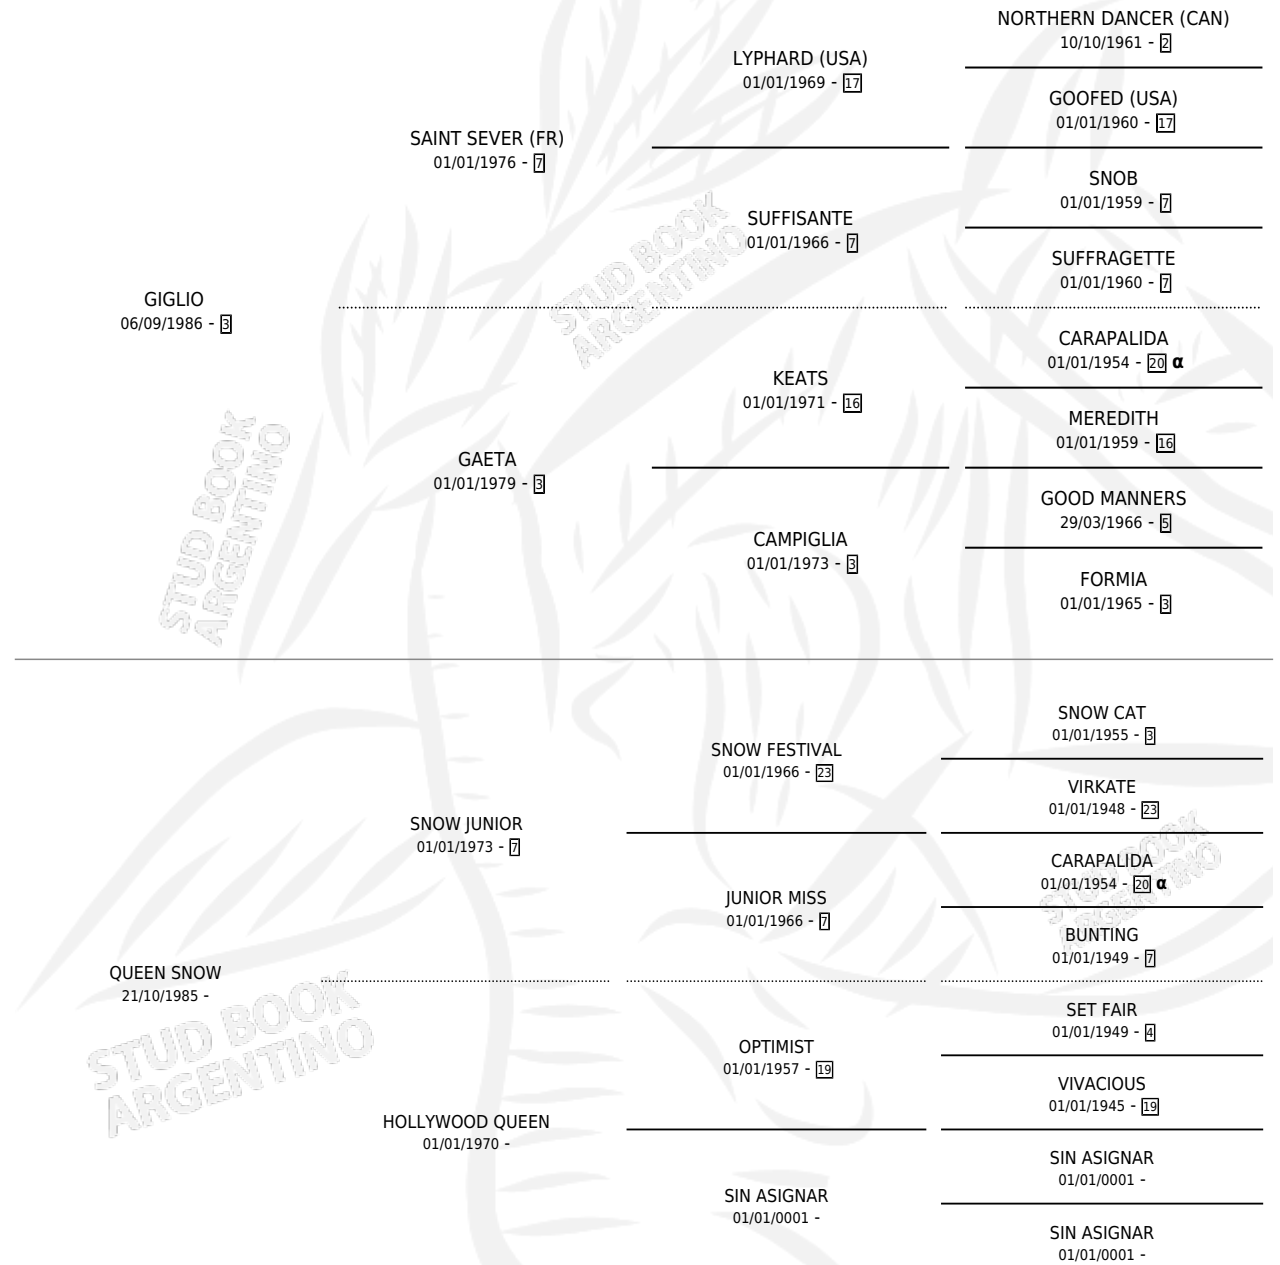 NORTHERN DANCER (CAN)
10/10/1961 - 2
LYPHARD (USA)
01/01/1969 - 17
GOOFED (USA)
01/01/1960 - 17
SAINT SEVER (FR)
01/01/1976 - 7
SNOB
01/01/1959 - 7
SUFFISANTE
01/01/1966 - 7
SUFFRAGETTE
01/01/1960 - 7
GIGLIO
06/09/1986 - 3
CARAPALIDA
01/01/1954 - 20 α
KEATS
01/01/1971 - 16
MEREDITH
01/01/1959 - 16
GAETA
01/01/1979 - 3
GOOD MANNERS
29/03/1966 - 5
CAMPIGLIA
01/01/1973 - 3
FORMIA
01/01/1965 - 3
STUD BOOK
ARGENTINO
STUD BOOK
ARGENTINO
SNOW CAT
01/01/1955 - 3
SNOW FESTIVAL
01/01/1966 - 23
VIRKATE
01/01/1948 - 23
SNOW JUNIOR
01/01/1973 - 7
CARAPALIDA
01/01/1954 - 20 α
JUNIOR MISS
01/01/1966 - 7
BUNTING
01/01/1949 - 7
QUEEN SNOW
21/10/1985 -
SET FAIR
01/01/1949 - 4
OPTIMIST
01/01/1957 - 19
VIVACIOUS
01/01/1945 - 19
HOLLYWOOD QUEEN
01/01/1970 -
SIN ASIGNAR
01/01/0001 -
SIN ASIGNAR
01/01/0001 -
SIN ASIGNAR
01/01/0001 -
STUD BOOK
ARGENTINO
STUD BOOK
ARGENTINO